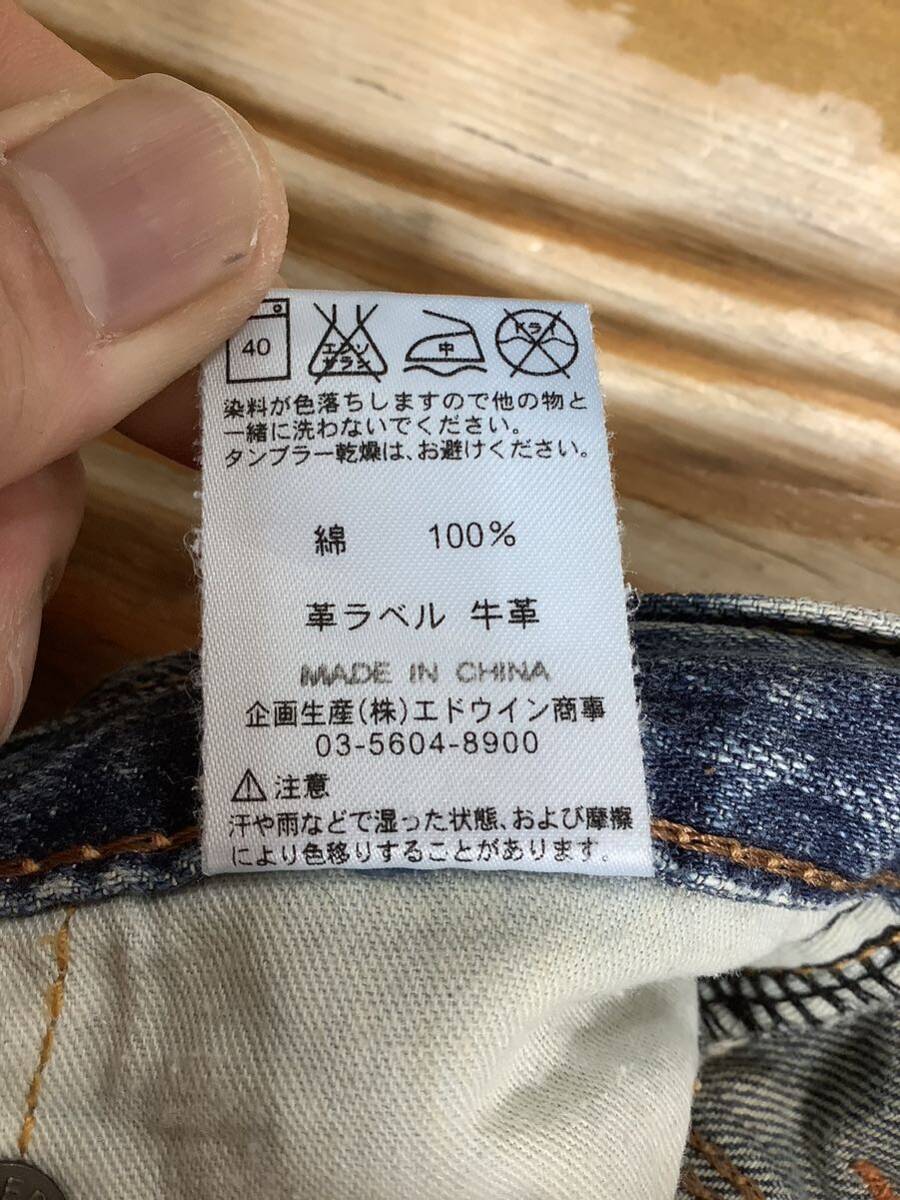 40 エンソ 中 ドライ
サラシ
染料が色落ちしますので他の物と
一緒に洗わないでください。
タンブラー乾燥は、お避けください。
綿 100%
革ラベル 牛革
MADE IN CHINA
企画生産(株)エドウイン商事
03-5604-8900
⚠注意
汗や雨などで湿った状態、および摩擦
により色移りすることがあります。